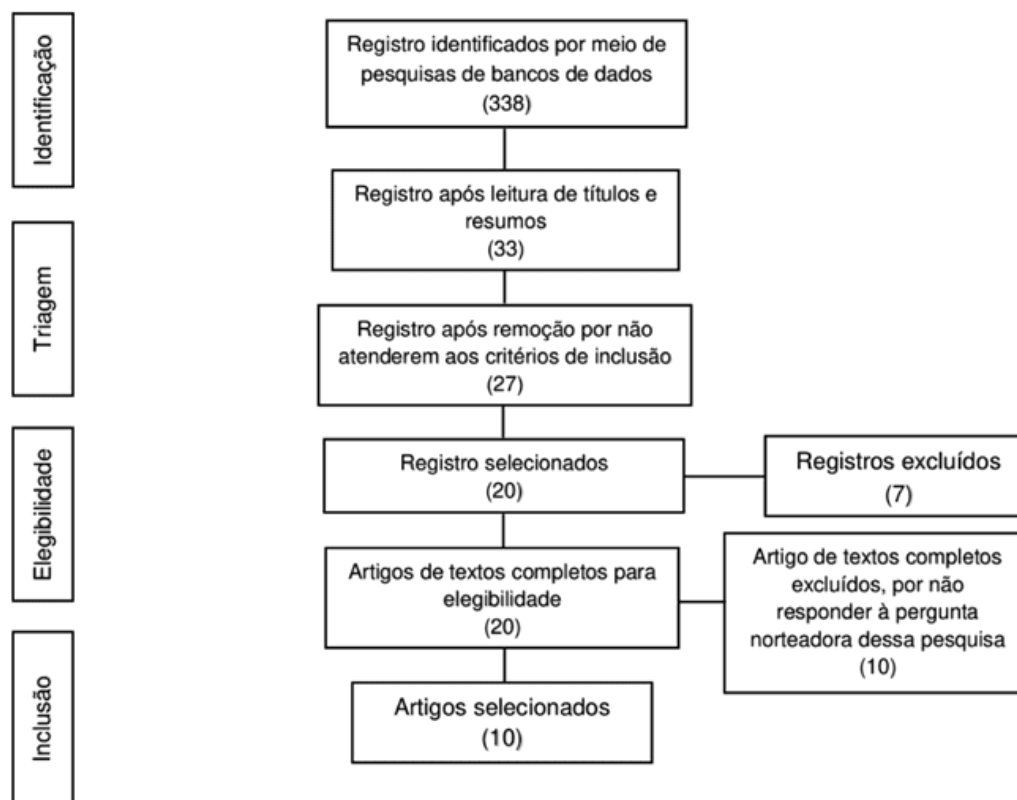 Identificação
Registro identificados por meio de
pesquisas de bancos de dados
(338)
Registro após leitura de títulos e
resumos
(33)
Triagem
Registro após remoção por não
atenderem aos critérios de inclusão
(27)
Elegibilidade
Registro selecionados
(20)
Registros excluídos
(7)
Artigos de textos completos para
elegibilidade
(20)
Artigo de textos completos
excluídos, por não
responder à pergunta
norteadora dessa pesquisa
(10)
Inclusão
Artigos selecionados
(10)